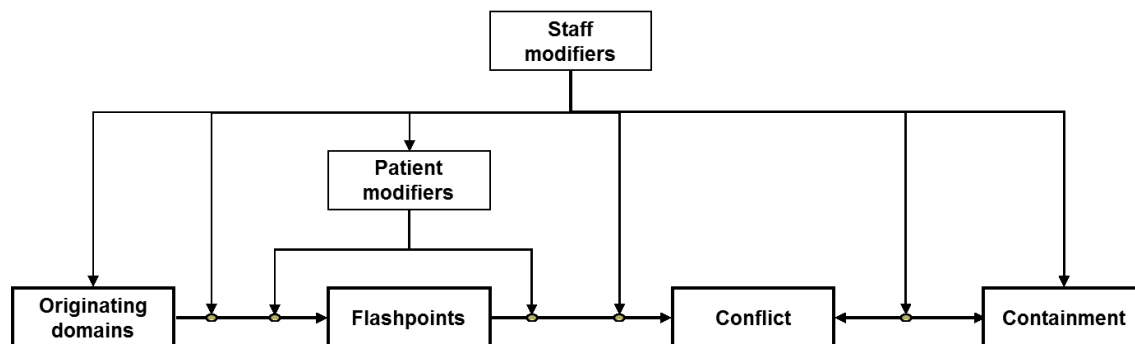 Staff
modifiers
Patient
modifiers
Originating
domains
Flashpoints
Conflict
Containment